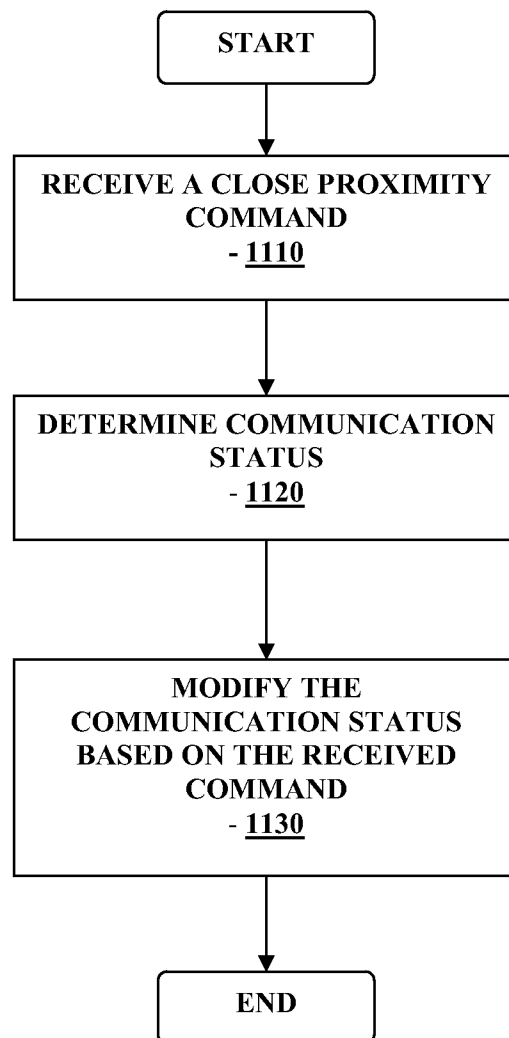 START
RECEIVE A CLOSE PROXIMITY
COMMAND
- 1110
DETERMINE COMMUNICATION
STATUS
- 1120
MODIFY THE
COMMUNICATION STATUS
BASED ON THE RECEIVED
COMMAND
- 1130
END